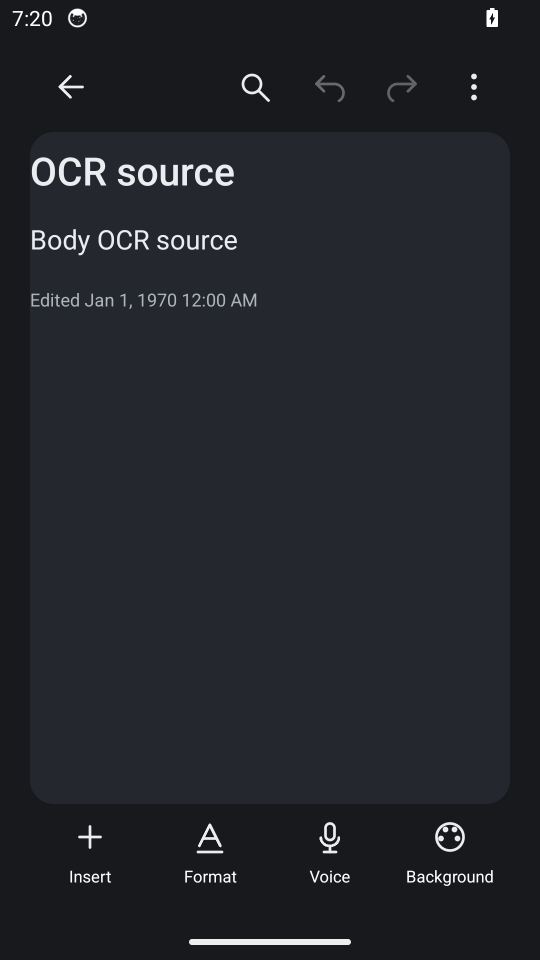 7:20
OCR source
Body OCR source
Edited Jan 1, 1970 12:00 AM
Insert Format Voice Background